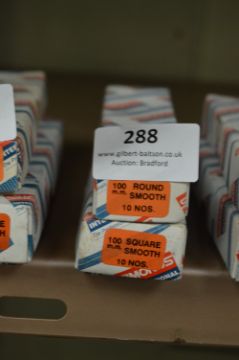 288
www.gilbert-baitson.co.uk
Auction: Bradford
100 ROUND
m.m. SMOOTH
10 NOS.
100 SQUARE
m.m. SMOOTH
10 NOS.